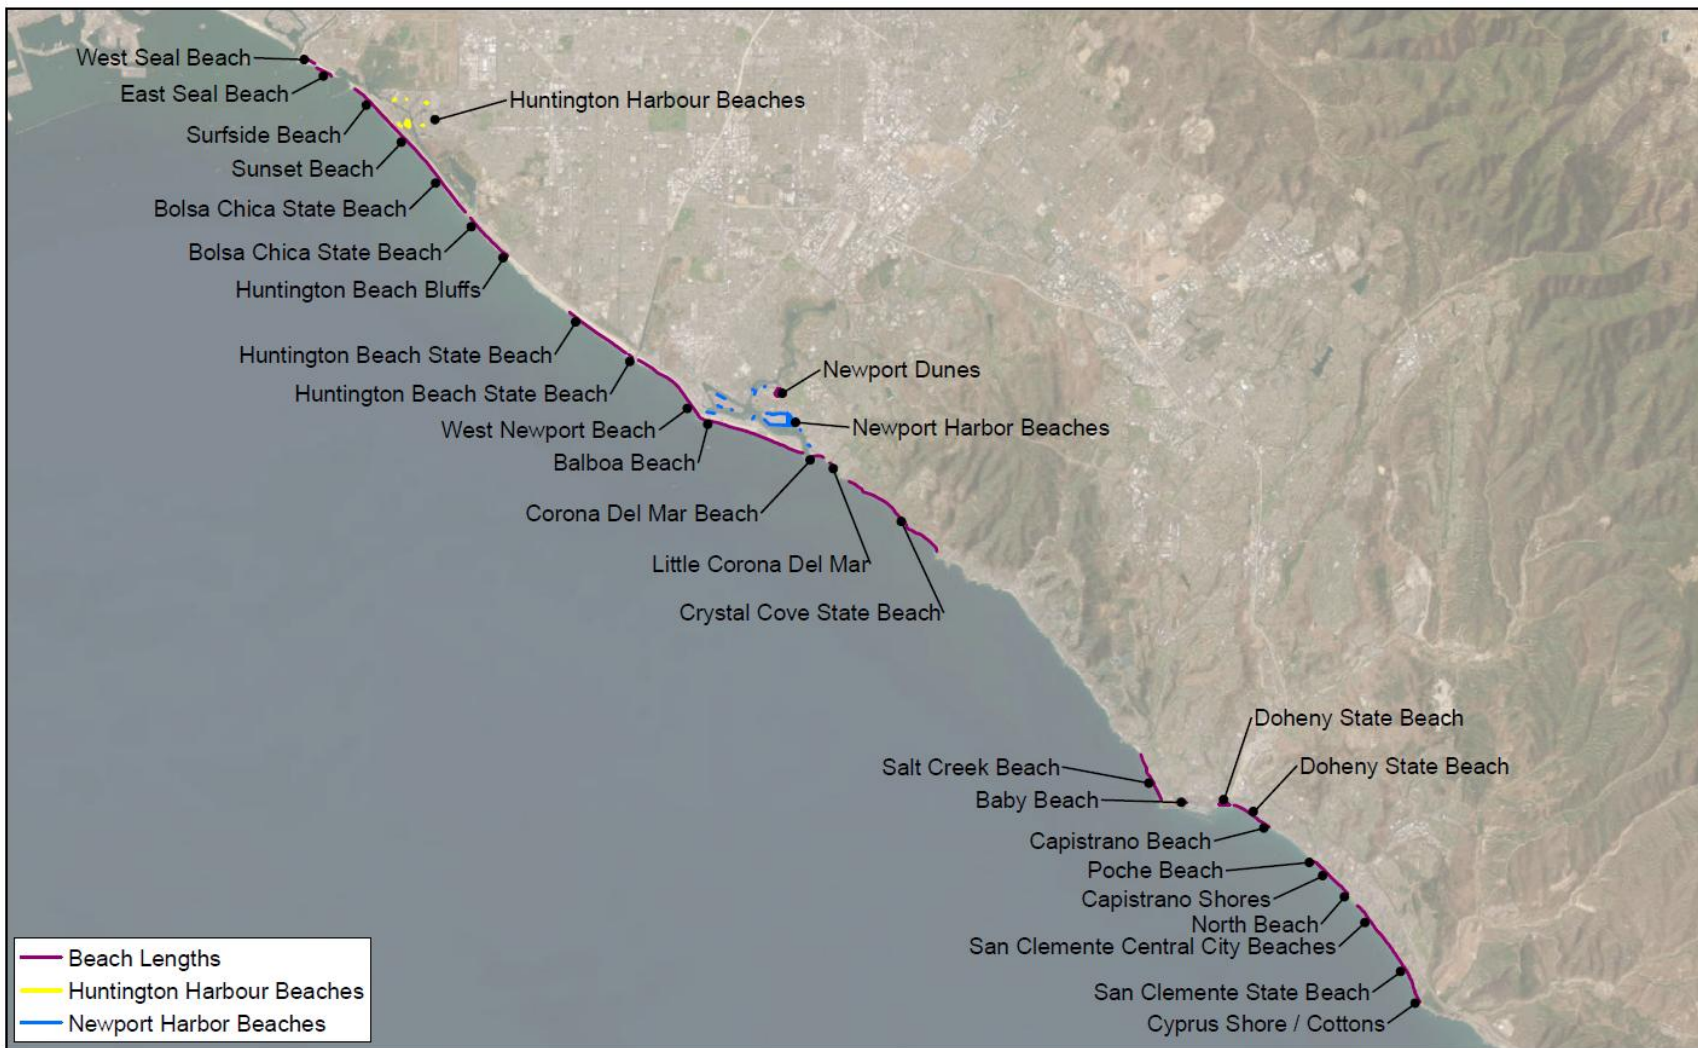 West Seal Beach
East Seal Beach
Huntington Harbour Beaches
Surfside Beach
Sunset Beach
Bolsa Chica State Beach
Bolsa Chica State Beach
Huntington Beach Bluffs
Huntington Beach State Beach
Newport Dunes
Huntington Beach State Beach
West Newport Beach
Newport Harbor Beaches
Balboa Beach
Corona Del Mar Beach
Little Corona Del Mar
Crystal Cove State Beach
Doheny State Beach
Salt Creek Beach
Doheny State Beach
Baby Beach
Capistrano Beach
Poche Beach
Capistrano Shores
North Beach
San Clemente Central City Beaches
San Clemente State Beach
Cyprus Shore / Cottons
Beach Lengths
Huntington Harbour Beaches
Newport Harbor Beaches